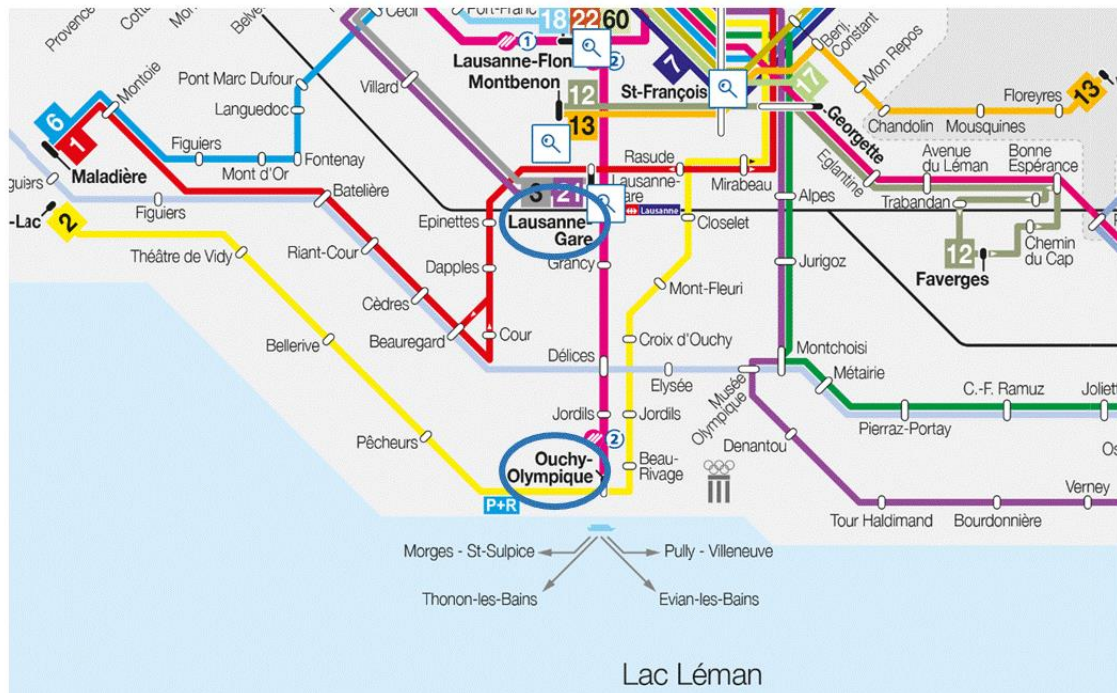 Provence
S Cécil
Port-Franc
18
22
60
1
Lausanne-Flon
2
Montbenon
7
St-François
17
Benj.
Constant
Mon Repos
13
Floreyres
Montoie
Pont Marc Dufour
Languedoc
Villard
12
13
-Georgette
Chandolin
Mousquines
6
1
Maladière
Figuiers
Mont d'Or
Fontenay
Rasude
Mirabeau
Eglantine
Avenue
du Léman
Bonne
Espérance
guiers
Figuiers
Batelière
3
21
Lausanne-
Lausanne
Alpes
Trabandan
-Lac
2
Epinettes
Lausanne-
Gare
Closelet
12
Chemin
du Cap
Faverges
Théâtre de Vidy
Riant-Cour
Dapples
Grancy
Jurigoz
Cèdres
Mont-Fleuri
Bellerive
Beauregard
Cour
Délices
Croix d'Ouchy
Montchoisi
Elysée
Musée
Olympique
Métairie
C.-F. Ramuz
Joliett
Jordils
Jordils
Pierraz-Portay
Pêcheurs
2
Denantou
Os
Ouchy-
Olympique
Beau-
Rivage
P+R
Verney
Tour Haldimand
Bourdonnière
Morges - St-Sulpice
Pully - Villeneuve
Thonon-les-Bains
Evian-les-Bains
Lac Léman